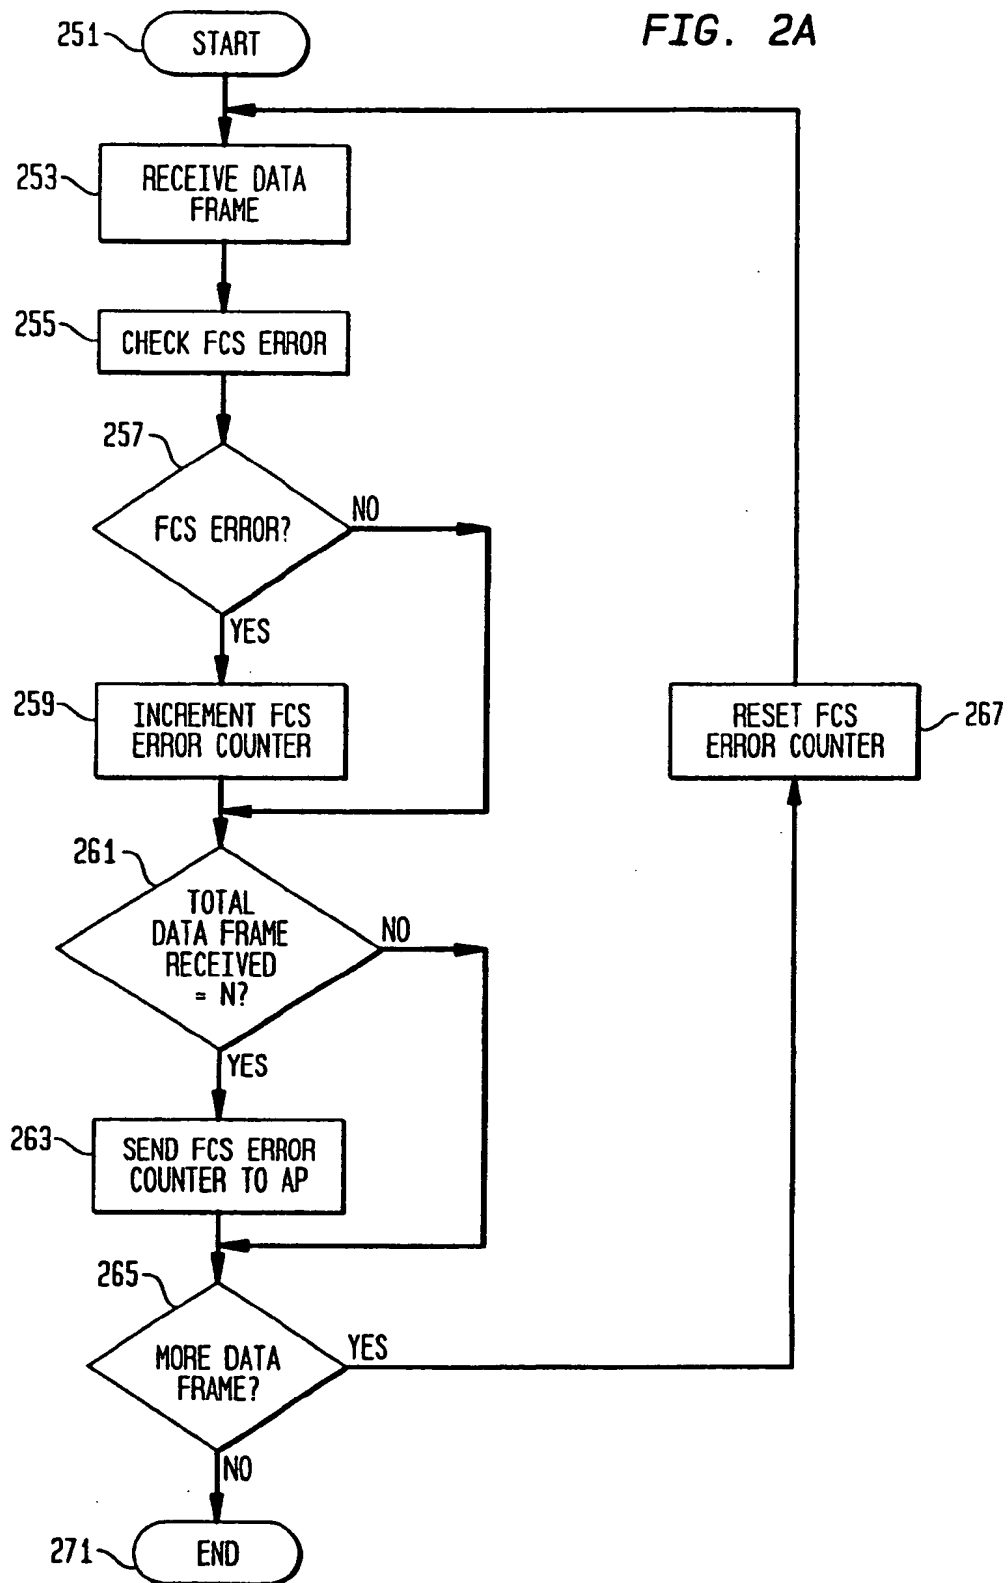 FIG. 2A
251
START
253
RECEIVE DATA
FRAME
255
CHECK FCS ERROR
257
FCS ERROR?
NO
YES
259
INCREMENT FCS
ERROR COUNTER
RESET FCS
ERROR COUNTER
267
261
TOTAL
DATA FRAME
RECEIVED
= N?
NO
YES
263
SEND FCS ERROR
COUNTER TO AP
265
MORE DATA
FRAME?
YES
NO
271
END